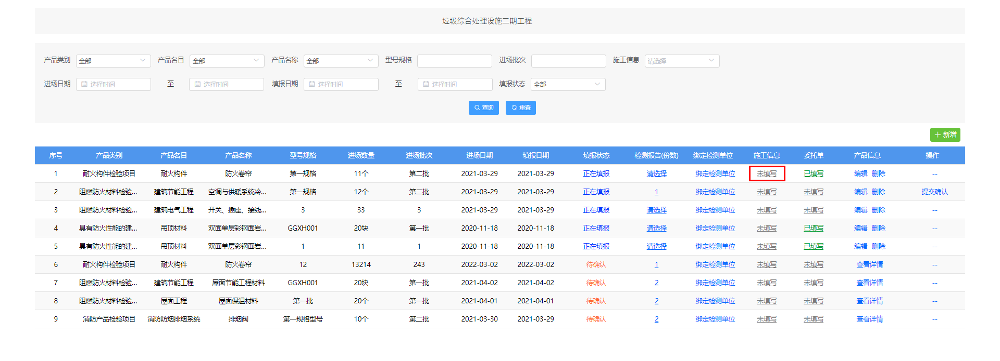 垃圾综合处理设施二期工程
产品类别 全部 产品名目 全部 产品名称 全部 型号规格 进场批次 施工信息 请选择
进场日期 选择时间 至 选择时间 填报日期 选择时间 至 选择时间 填报状态 全部
查询 重置
新增
序号 产品类别 产品名目 产品名称 型号规格 进场数量 进场批次 进场日期 填报日期 填报状态 检测报告(份数) 绑定检测单位 施工信息 委托单 产品信息 操作
1 耐火构件检验项目 耐火构件 防火卷帘 第一规格 11个 第二批 2021-03-29 2021-03-29 正在填报 请选择 绑定检测单位 未填写 已填写 编辑 删除 --
2 阻燃防火材料检验... 建筑节能工程 空调与供暖系统冷... 第一规格 12个 第二批 2021-03-29 2021-03-29 正在填报 1 绑定检测单位 未填写 未填写 编辑 删除 提交确认
3 阻燃防火材料检验... 建筑电气工程 开关、插座、接线... 3 33 3 2021-03-29 2021-03-29 正在填报 请选择 绑定检测单位 未填写 未填写 编辑 删除 --
4 具有防火性能的建... 吊顶材料 双面单层彩钢面岩... GGXH001 20块 第一批 2020-11-18 2020-11-18 正在填报 请选择 绑定检测单位 未填写 已填写 编辑 删除 --
5 具有防火性能的建... 吊顶材料 双面单层彩钢面岩... 1 11 1 2020-11-18 2020-11-18 正在填报 请选择 绑定检测单位 未填写 已填写 编辑 删除 --
6 耐火构件检验项目 耐火构件 防火卷帘 12 13214 243 2022-03-02 2022-03-02 待确认 1 绑定检测单位 未填写 未填写 查看详情 --
7 阻燃防火材料检验... 建筑节能工程 屋面节能工程材料 GGXH001 20块 第一批 2021-04-02 2021-04-02 待确认 2 绑定检测单位 未填写 未填写 查看详情 --
8 阻燃防火材料检验... 屋面工程 屋面保温材料 第一批 20个 第一批 2021-04-01 2021-04-01 待确认 2 绑定检测单位 未填写 未填写 查看详情 --
9 消防产品检验项目 消防防烟排烟系统 排烟阀 第一规格型号 10个 第二批 2021-03-30 2021-03-29 待确认 2 绑定检测单位 未填写 未填写 查看详情 --